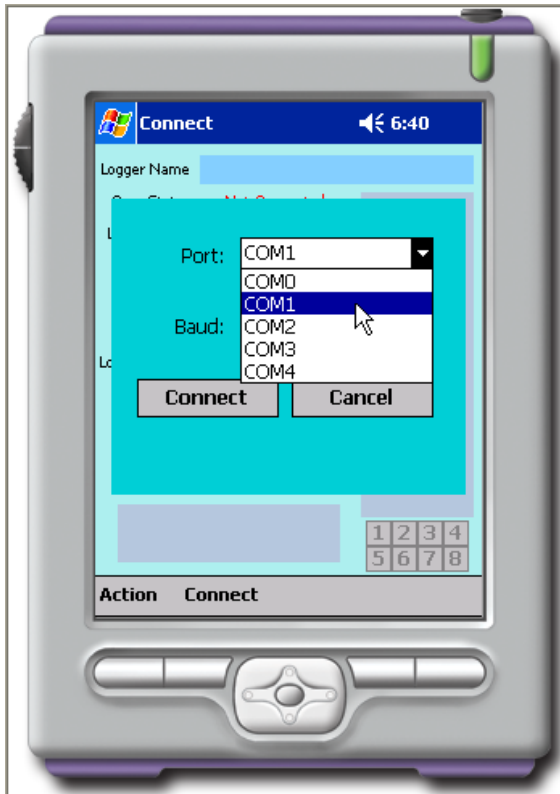 Connect 6:40
Logger Name
Port: COM1
COM0
COM1
Baud: COM2
COM3
COM4
Connect Cancel
1 2 3 4
5 6 7 8
Action Connect